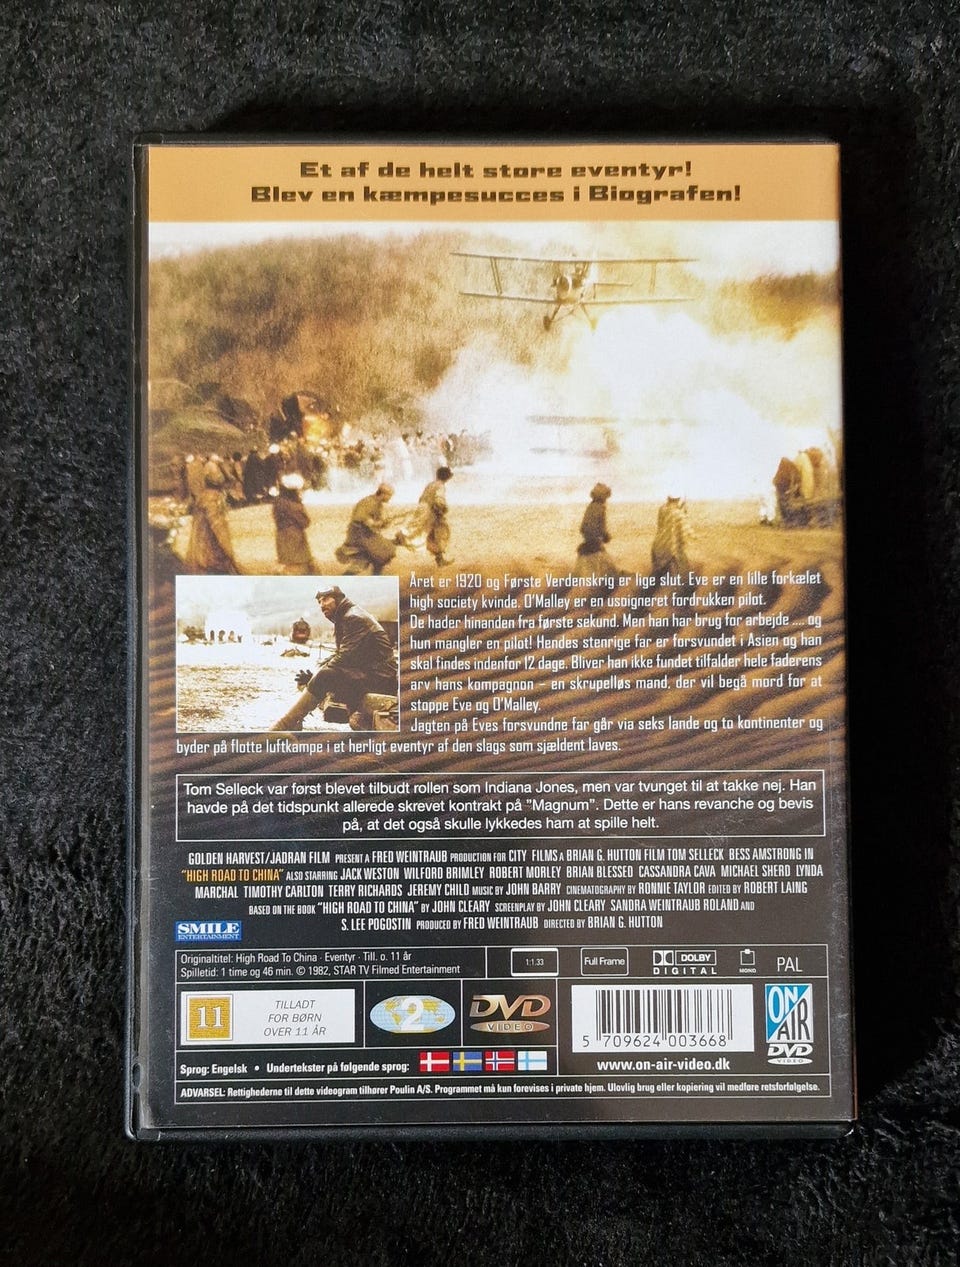 Et af de helt store eventyr!
Blev en kæmpesucces i Biografen!
Året er 1920 og Første Verdenskrig er lige slut. Eve er en lille forkælet
high society kvinde. O'Malley er en usoigneret fordrukken pilot.
De hader hinanden fra første sekund. Men han har brug for arbejde .... og
hun mangler en pilot! Hendes stenrige far er forsvundet i Asien og han
skal findes indenfor 12 dage. Bliver han ikke fundet tilfalder hele faderens
arv hans kompagnon – en skrupelløs mand, der vil begå mord for at
stoppe Eve og O'Malley.
Jagten på Eves forsvundne far går via seks lande og to kontinenter og
byder på flotte luftkampe i et herligt eventyr af den slags som sjældent laves.
Tom Selleck var først blevet tilbudt rollen som Indiana Jones, men var tvunget til at takke nej. Han
havde på det tidspunkt allerede skrevet kontrakt på "Magnum". Dette er hans revanche og bevis
på, at det også skulle lykkedes ham at spille helt.
GOLDEN HARVEST/JADRAN FILM PRESENT A FRED WEINTRAUB PRODUCTION FOR CITY FILMS A BRIAN G. HUTTON FILM TOM SELLECK BESS AMSTRONG IN
"HIGH ROAD TO CHINA" ALSO STARRING JACK WESTON WILFORD BRIMLEY ROBERT MORLEY BRIAN BLESSED CASSANDRA CAVA MICHAEL SHERD LYNDA
MARCHAL TIMOTHY CARLTON TERRY RICHARDS JEREMY CHILD MUSIC BY JOHN BARRY CINEMATOGRAPHY BY RONNIE TAYLOR EDITED BY ROBERT LAING
BASED ON THE BOOK "HIGH ROAD TO CHINA" BY JOHN CLEARY SCREENPLAY BY JOHN CLEARY SANDRA WEINTRAUB ROLAND AND
S. LEE POGOSTIN PRODUCED BY FRED WEINTRAUB DIRECTED BY BRIAN G. HUTTON
SMILE
ENTERTAINMENT
Originaltitel: High Road To China · Eventyr · Till. o. 11 år
Spilletid: 1 time og 46 min. © 1982, STAR TV Filmed Entertainment
1:1.33
Full Frame
DOLBY
DIGITAL
MONO
PAL
11
TILLADT
FOR BØRN
OVER 11 ÅR
2
DVD
VIDEO
5 709624 003668
www.on-air-video.dk
ON
AIR
DVD
VIDEO
Sprog: Engelsk • Undertekster på følgende sprog:
ADVARSEL: Rettighederne til dette videogram tilhører Poulin A/S. Programmet må kun forevises i private hjem. Ulovlig brug eller kopiering vil medføre retsforfølgelse.